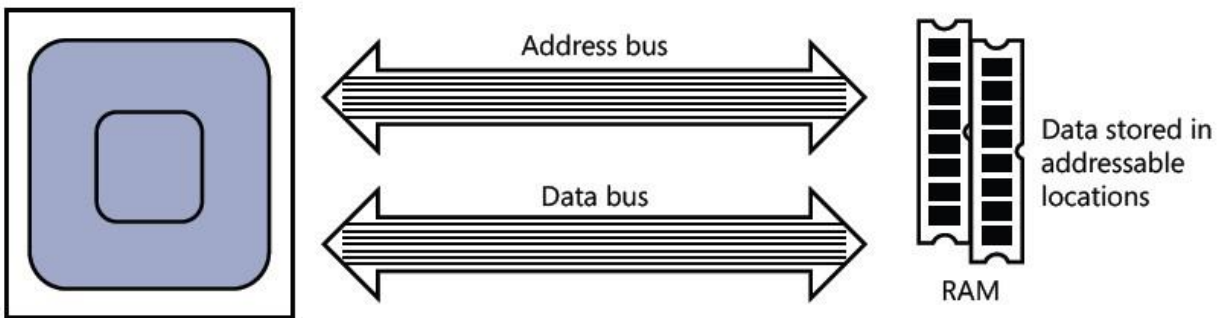 Address bus
Data bus
Data stored in
addressable
locations
RAM